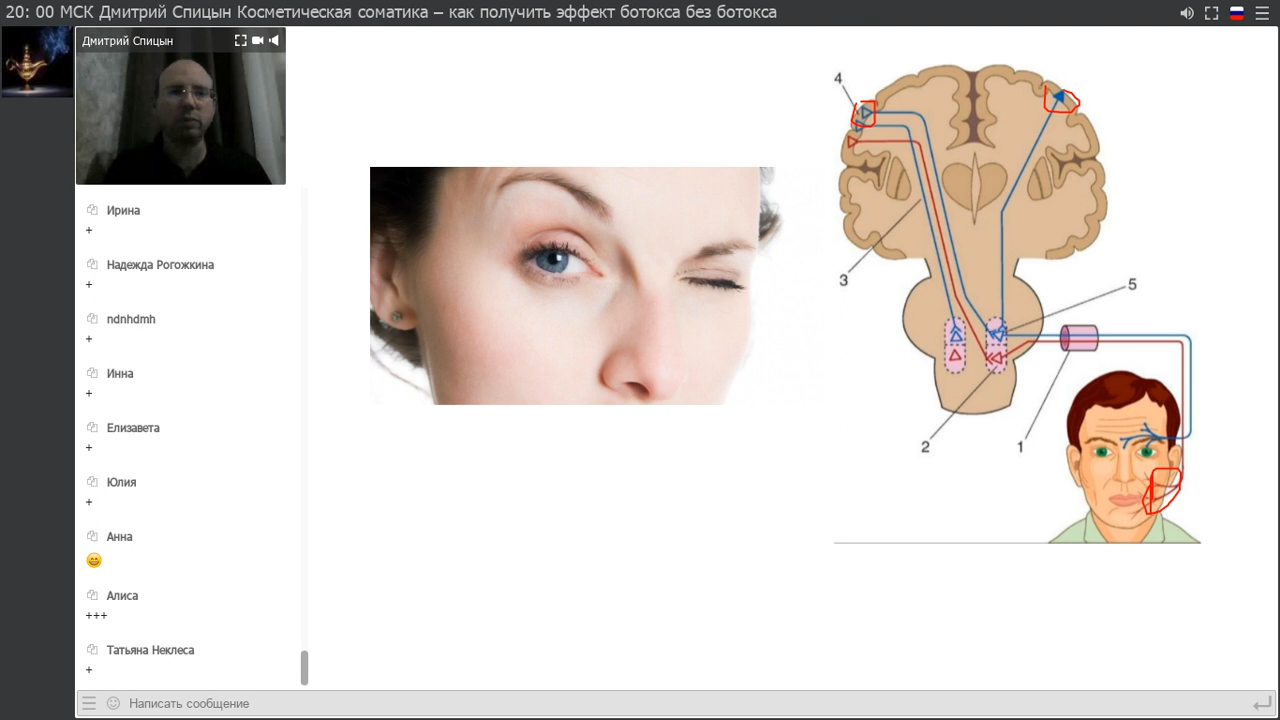 20: 00 МСК Дмитрий Спицын Косметическая соматика – как получить эффект ботокса без ботокса
Дмитрий Спицын
Ирина
+
Надежда Рогожкина
+
ndnhdmh
+
Инна
+
Елизавета
+
Юлия
+
Анна
Алиса
+++
Татьяна Неклеса
+
Написать сообщение
4
3
5
2
1